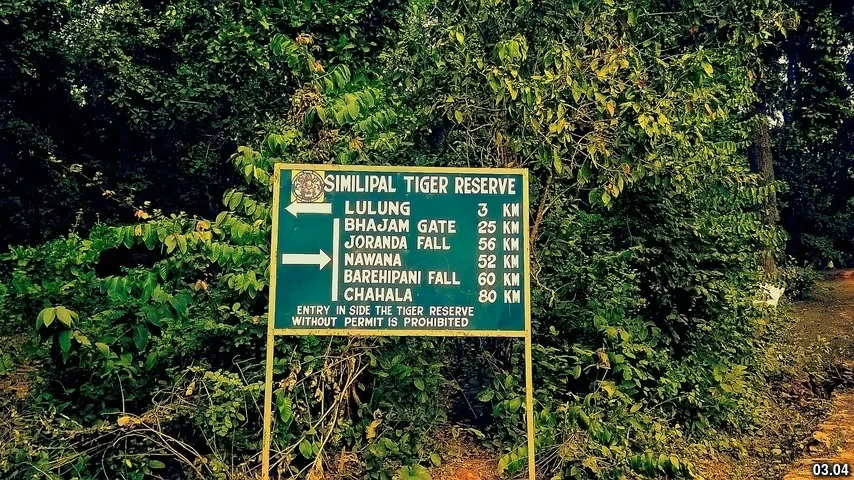 SIMILIPAL TIGER RESERVE
LULUNG 3 KM
BHAJAM GATE 25 KM
JORANDA FALL 56 KM
NAWANA 52 KM
BAREHIPANI FALL 60 KM
CHAHALA 80 KM
ENTRY IN SIDE THE TIGER RESERVE
WITHOUT PERMIT IS PROHIBITED
03.04